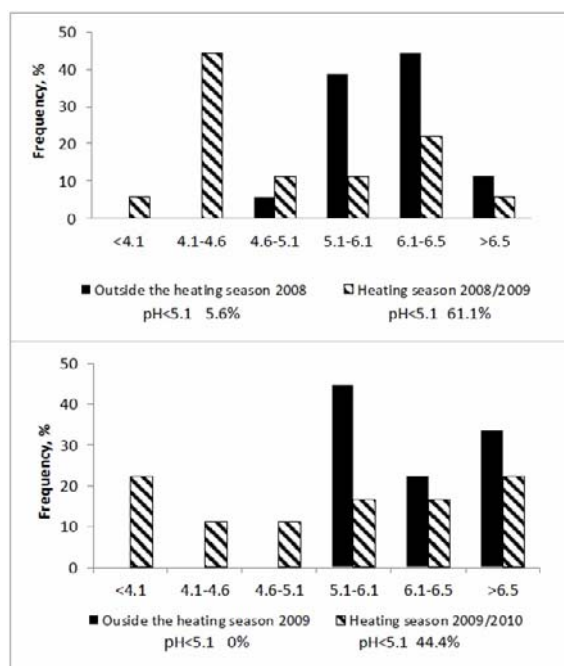 Frequency, %
50
40
30
20
10
0
<4.1 4.1-4.6 4.6-5.1 5.1-6.1 6.1-6.5 >6.5
Outside the heating season 2008 Heating season 2008/2009
pH<5.1 5.6% pH<5.1 61.1%
Frequency, %
50
40
30
20
10
0
<4.1 4.1-4.6 4.6-5.1 5.1-6.1 6.1-6.5 >6.5
Ouside the heating season 2009 Heating season 2009/2010
pH<5.1 0% pH<5.1 44.4%